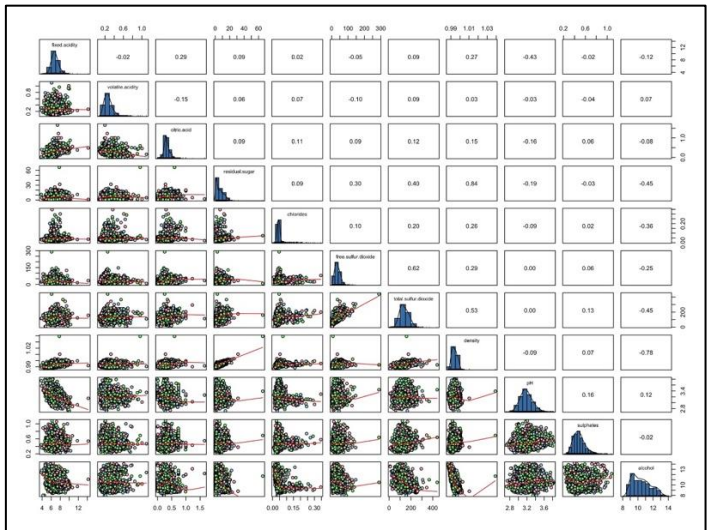 0.2 0.6 1.0 0 20 40 60 0 100 300 0.99 1.01 1.03 0.2 0.6 1.0
fixed acidity -0.02 0.29 0.09 0.02 -0.05 0.09 0.27 -0.43 -0.02 -0.12 4 8 12
0.2 0.8 volatile acidity -0.15 0.06 0.07 -0.10 0.09 0.03 -0.03 -0.04 0.07
citric acid 0.09 0.11 0.09 0.12 0.15 -0.16 0.06 -0.08 0.0 1.0
0 30 60 residual sugar 0.09 0.30 0.40 0.84 -0.19 -0.03 -0.45
chlorides 0.10 0.20 0.26 -0.09 0.02 -0.36 0.00 0.20
0 150 300 free sulfur dioxide 0.62 0.29 0.00 0.06 -0.25
total sulfur dioxide 0.53 0.00 0.13 -0.45 0 200
0.99 1.02 density -0.09 0.07 -0.78
pH 0.16 0.12 2.8 3.4
0.2 0.6 1.0 sulphates -0.02
alcohol 8 10 13
4 6 8 12 0.0 0.5 1.0 1.5 0.00 0.15 0.30 0 200 400 2.8 3.2 3.6 8 10 12 14